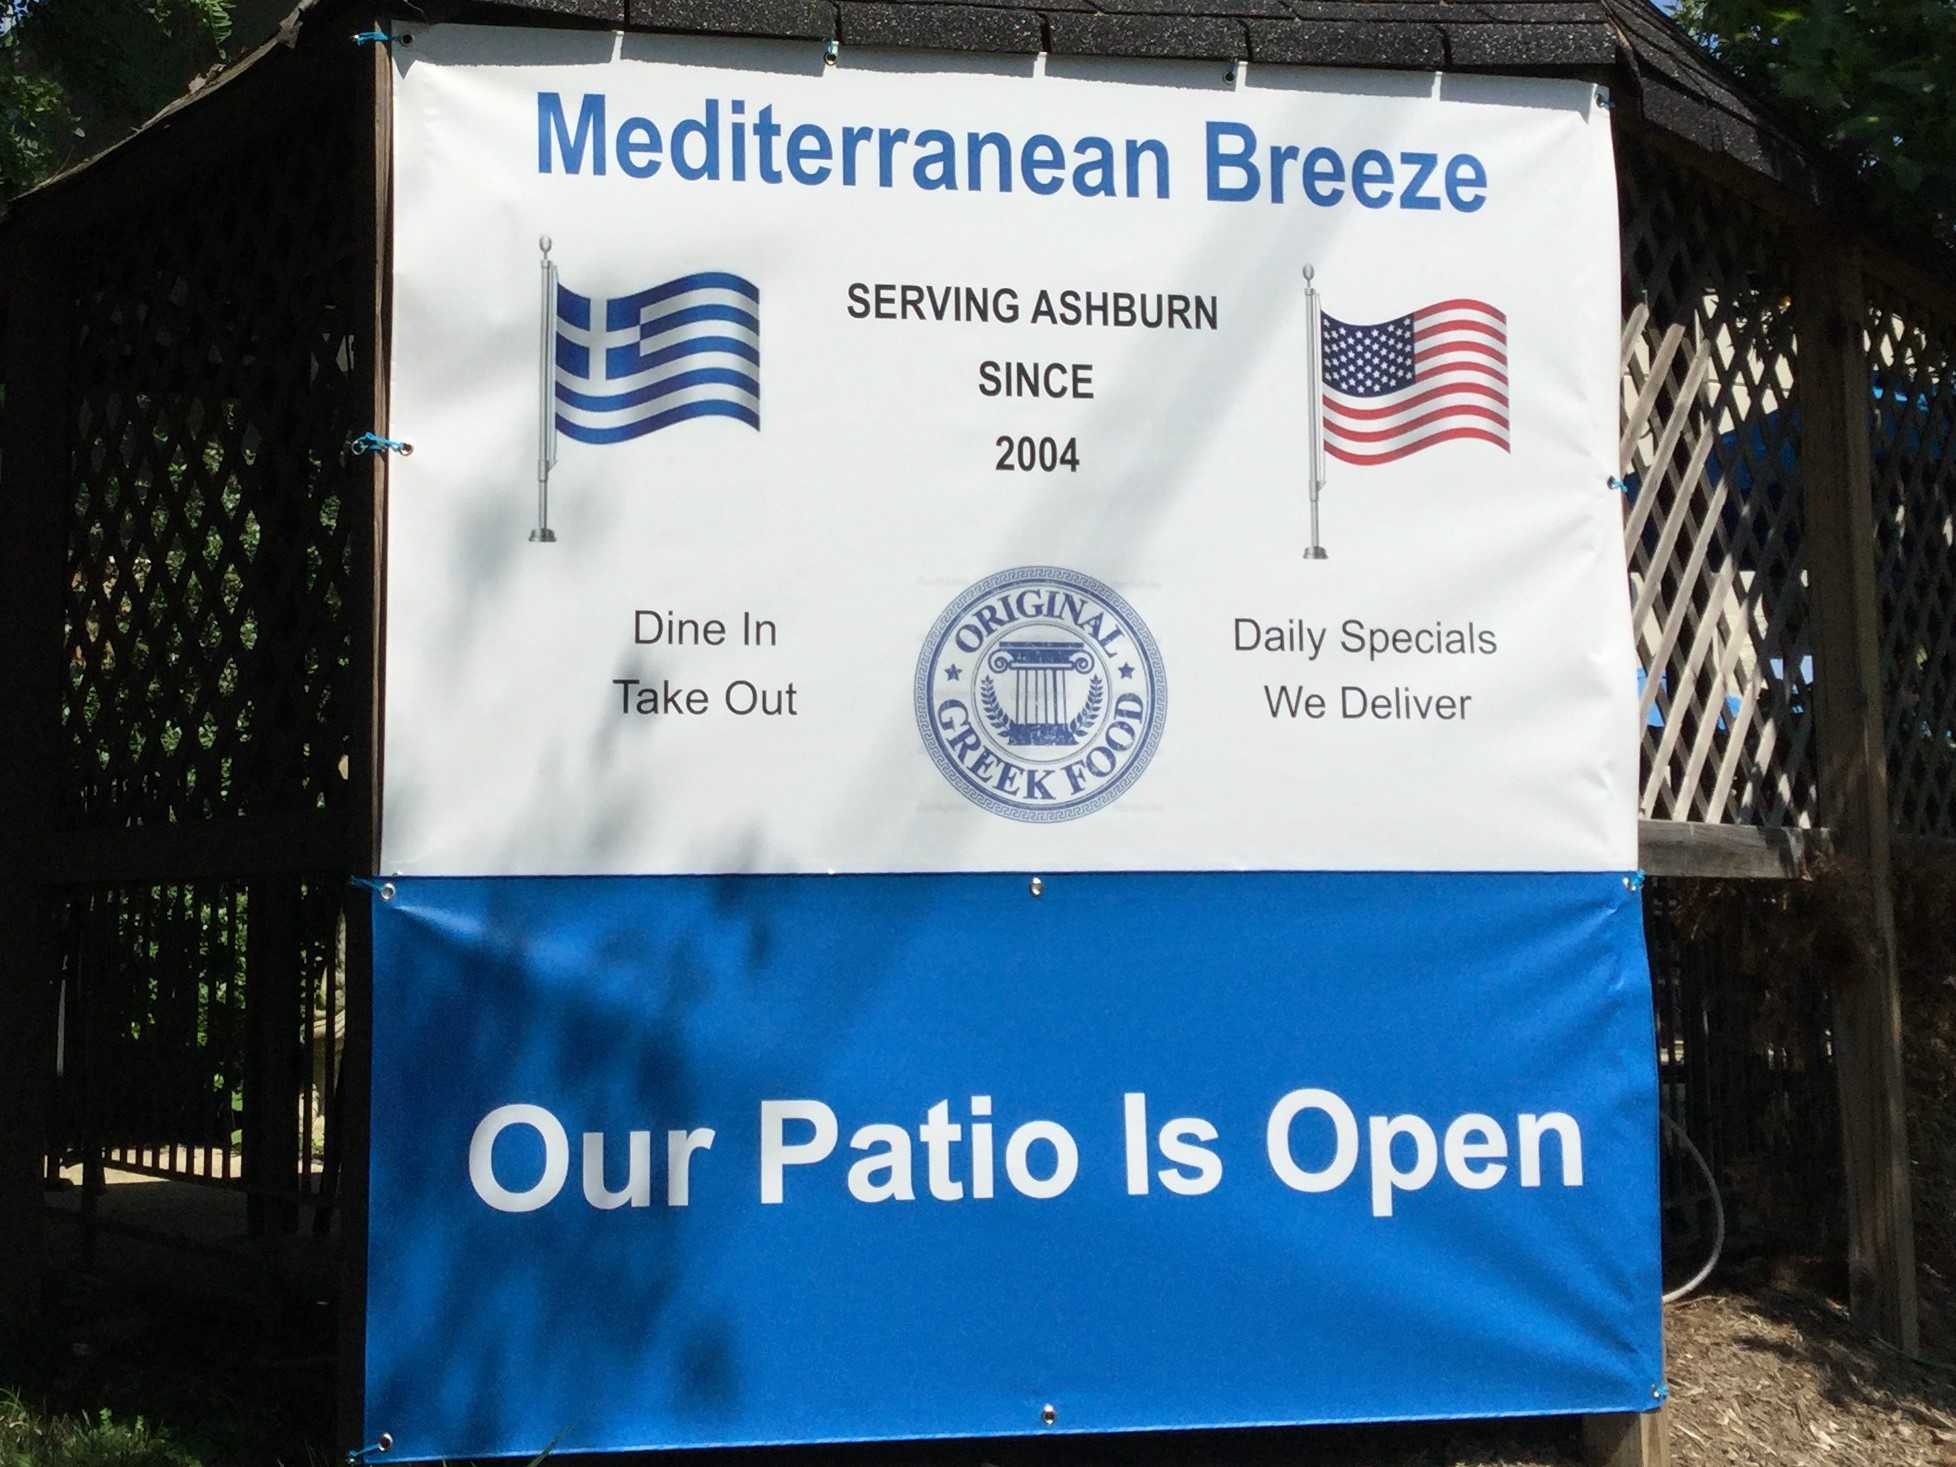 Mediterranean Breeze
SERVING ASHBURN
SINCE
2004
Dine In
Take Out
ORIGINAL
GREEK FOOD
Daily Specials
We Deliver
Our Patio Is Open